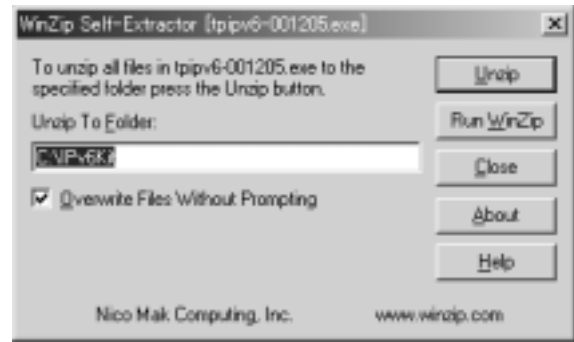 WinZip Self-Extractor [tpipv6-001205.exe]
To unzip all files in tpipv6-001205.exe to the
specified folder press the Unzip button.
Unzip To Folder:
C:\IPv6Kit
Overwrite Files Without Prompting
Unzip
Run WinZip
Close
About
Help
Nico Mak Computing, Inc. www.winzip.com